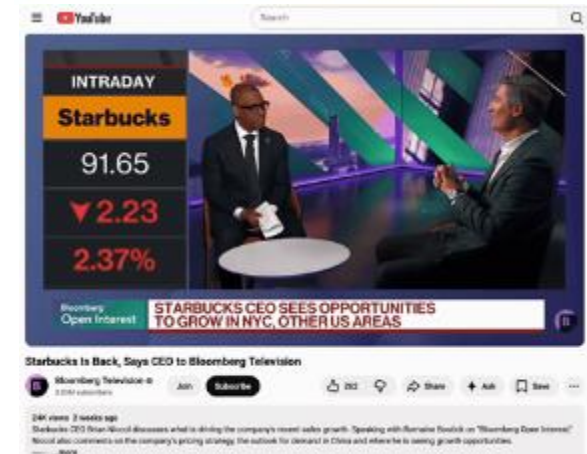 YouTube
Search
INTRADAY
Starbucks
91.65
2.23
2.37%
Bloomberg
Open Interest
STARBUCKS CEO SEES OPPORTUNITIES
TO GROW IN NYC, OTHER US AREAS
Starbucks Is Back, Says CEO to Bloomberg Television
Bloomberg Television
subscribers
Join
Subscribe
Share
Ask
Save
24K views 2 weeks ago
Starbucks CEO Brian Niccol discusses what is driving the company's recent sales growth. Speaking with Romaine Bostick on "Bloomberg Open Interest,"
Niccol also comments on the company's pricing strategy, the outlook for demand in China and where he is seeing growth opportunities.